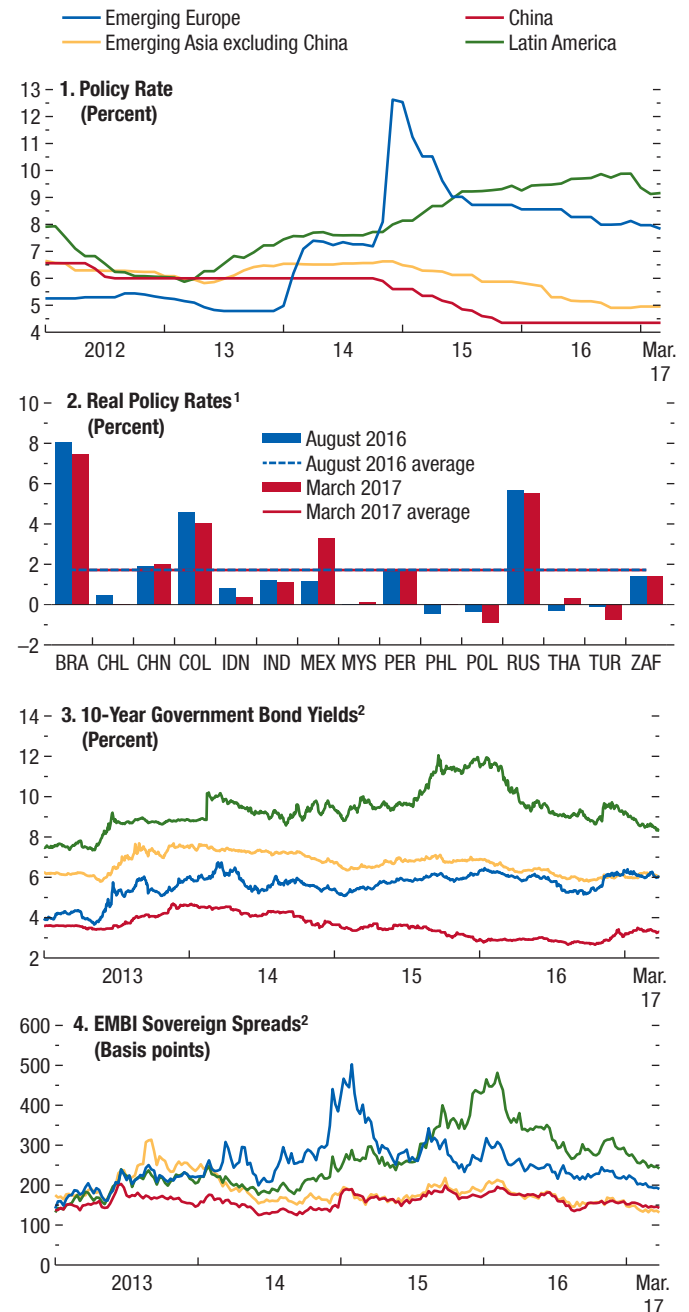 Emerging Europe
China
Emerging Asia excluding China
Latin America
1. Policy Rate
(Percent)
13
12
11
10
9
8
7
6
5
4
2012 13 14 15 16 Mar.
17
2. Real Policy Rates1
(Percent)
August 2016
August 2016 average
March 2017
March 2017 average
10
8
6
4
2
0
–2
BRA CHL CHN COL IDN IND MEX MYS PER PHL POL RUS THA TUR ZAF
3. 10-Year Government Bond Yields2
(Percent)
14
12
10
8
6
4
2
2013 14 15 16 Mar.
17
4. EMBI Sovereign Spreads2
(Basis points)
600
500
400
300
200
100
0
2013 14 15 16 Mar.
17